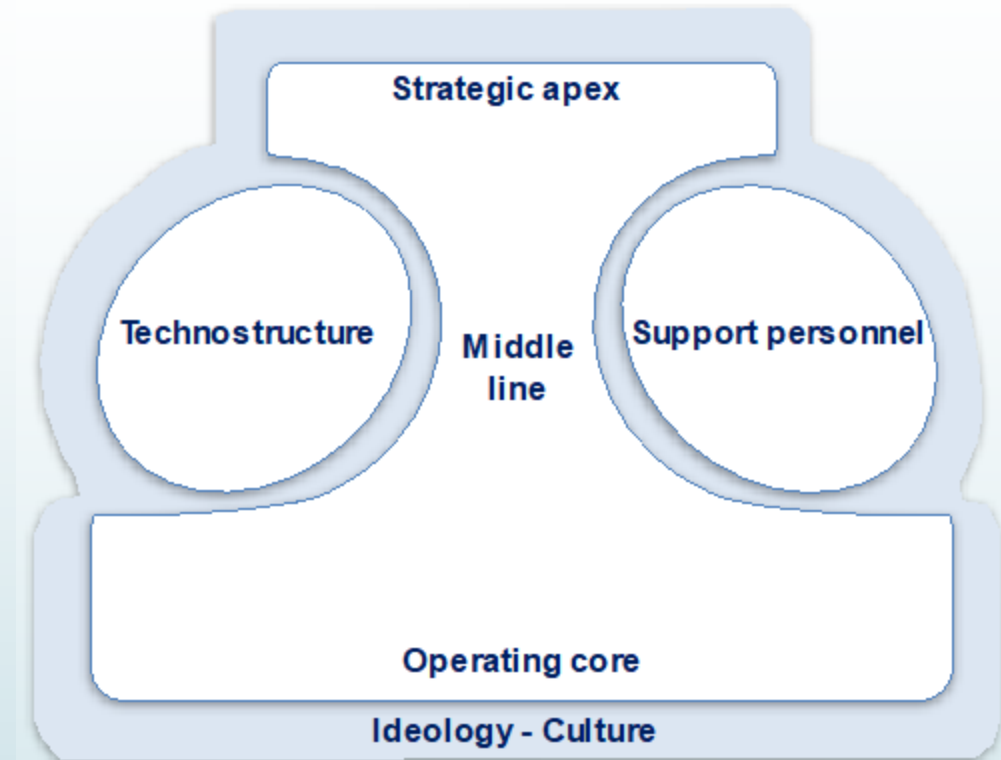 Strategic apex
Technostructure
Middle
line
Support personnel
Operating core
Ideology - Culture